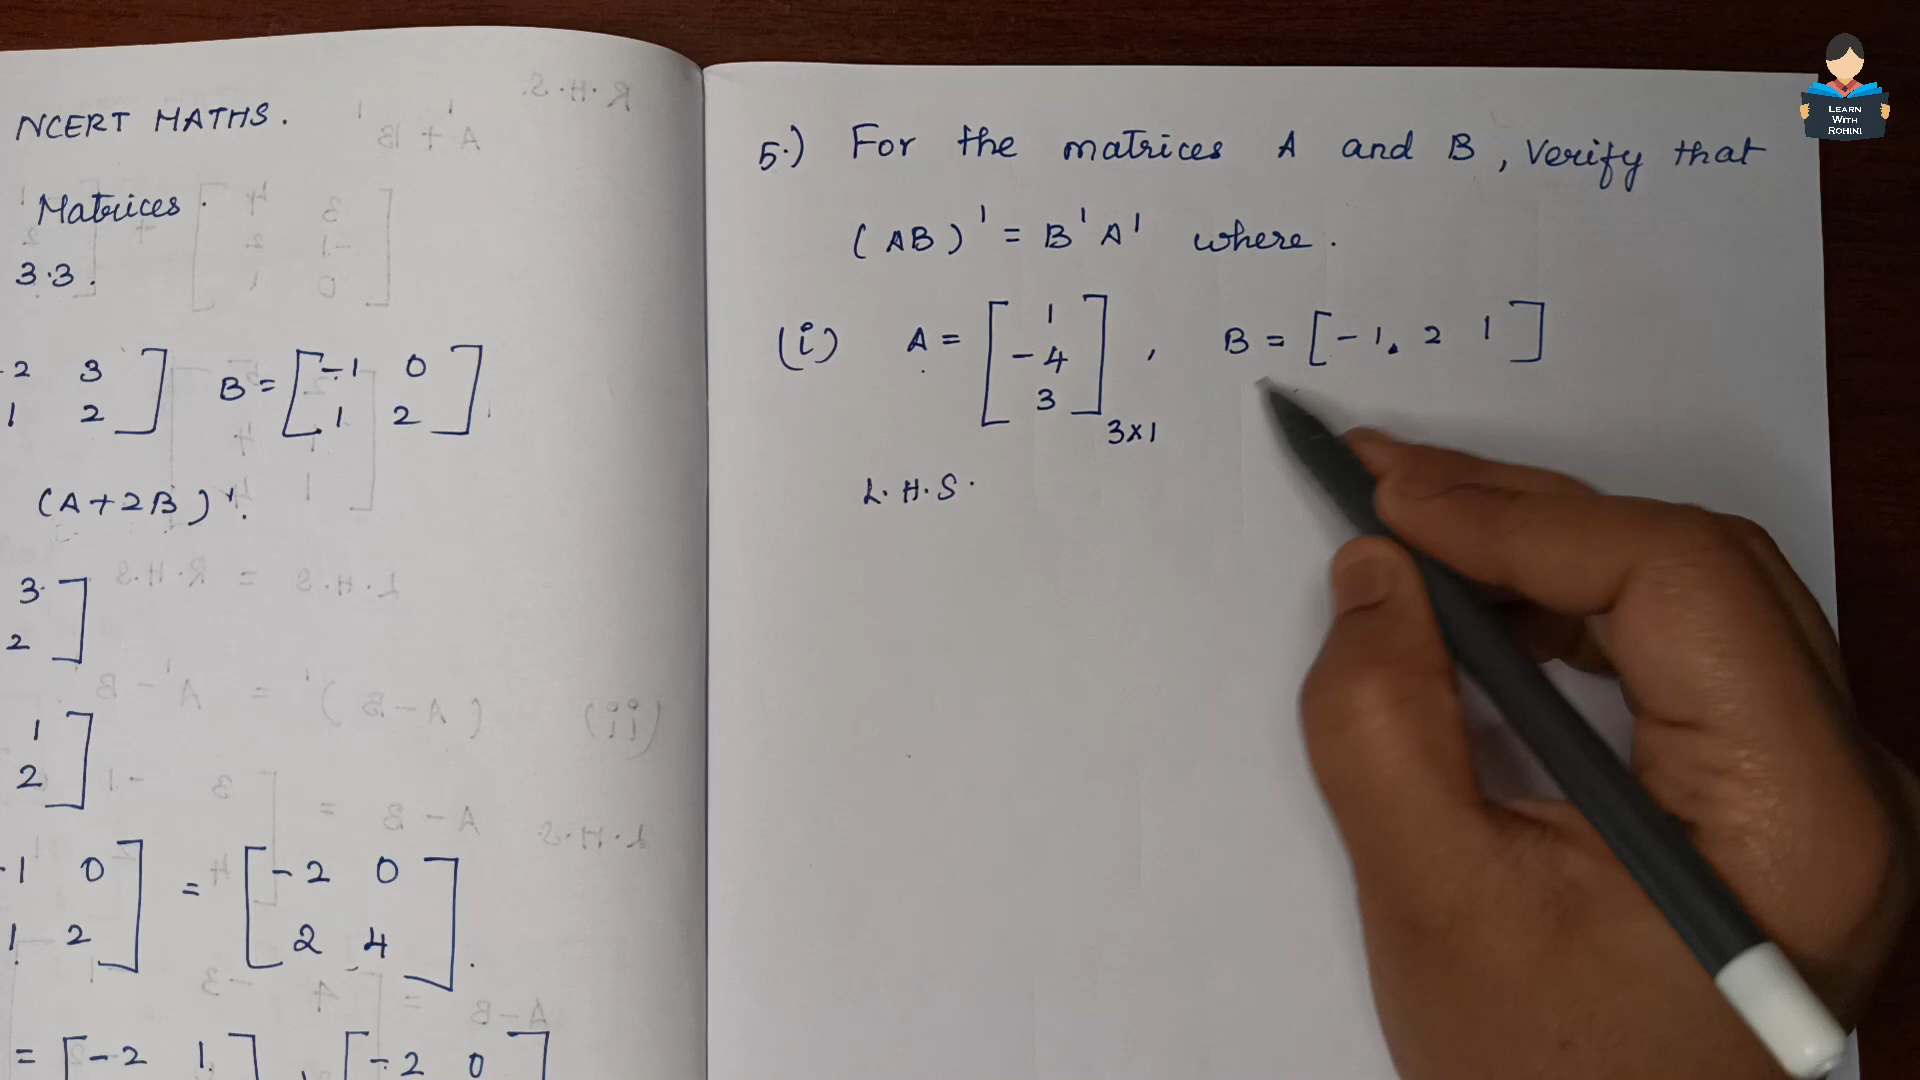 NCERT MATHS.
Matrices.
3.3.
2 3
1 2
B = [-1 0
1 2].
(A+2B)'.
3
2
1
2
-1 0
1 2
= [-2 0
2 4].
= [-2 1
[-2 0
5.) For the matrices A and B, Verify that
(AB)' = B'A' where.
(i) A = [1
-4
3] 3x1 , B = [-1 2 1]
L.H.S.
LEARN
WITH
ROHINI